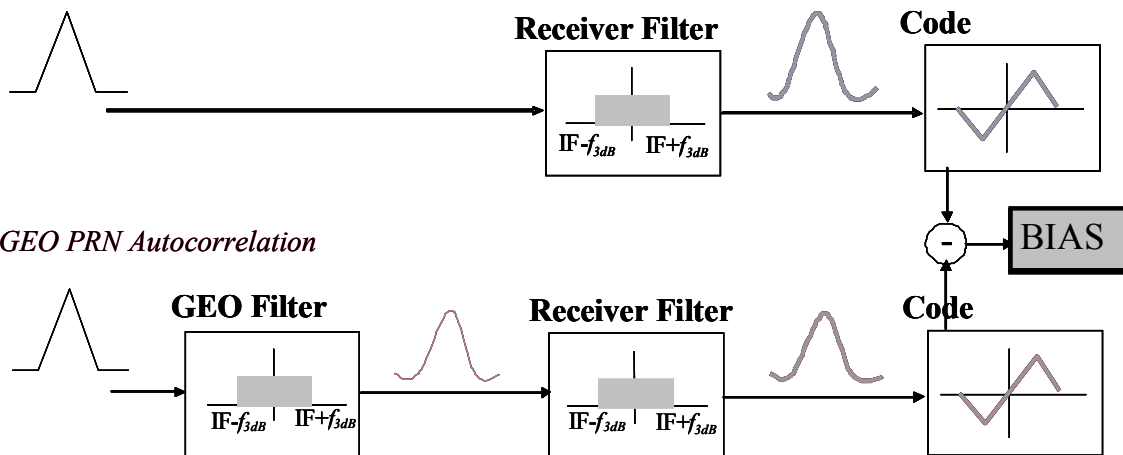 Receiver Filter
Code
IF-f3dB IF+f3dB
GEO PRN Autocorrelation
-
BIAS
GEO Filter
Receiver Filter
Code
IF-f3dB IF+f3dB
IF-f3dB IF+f3dB